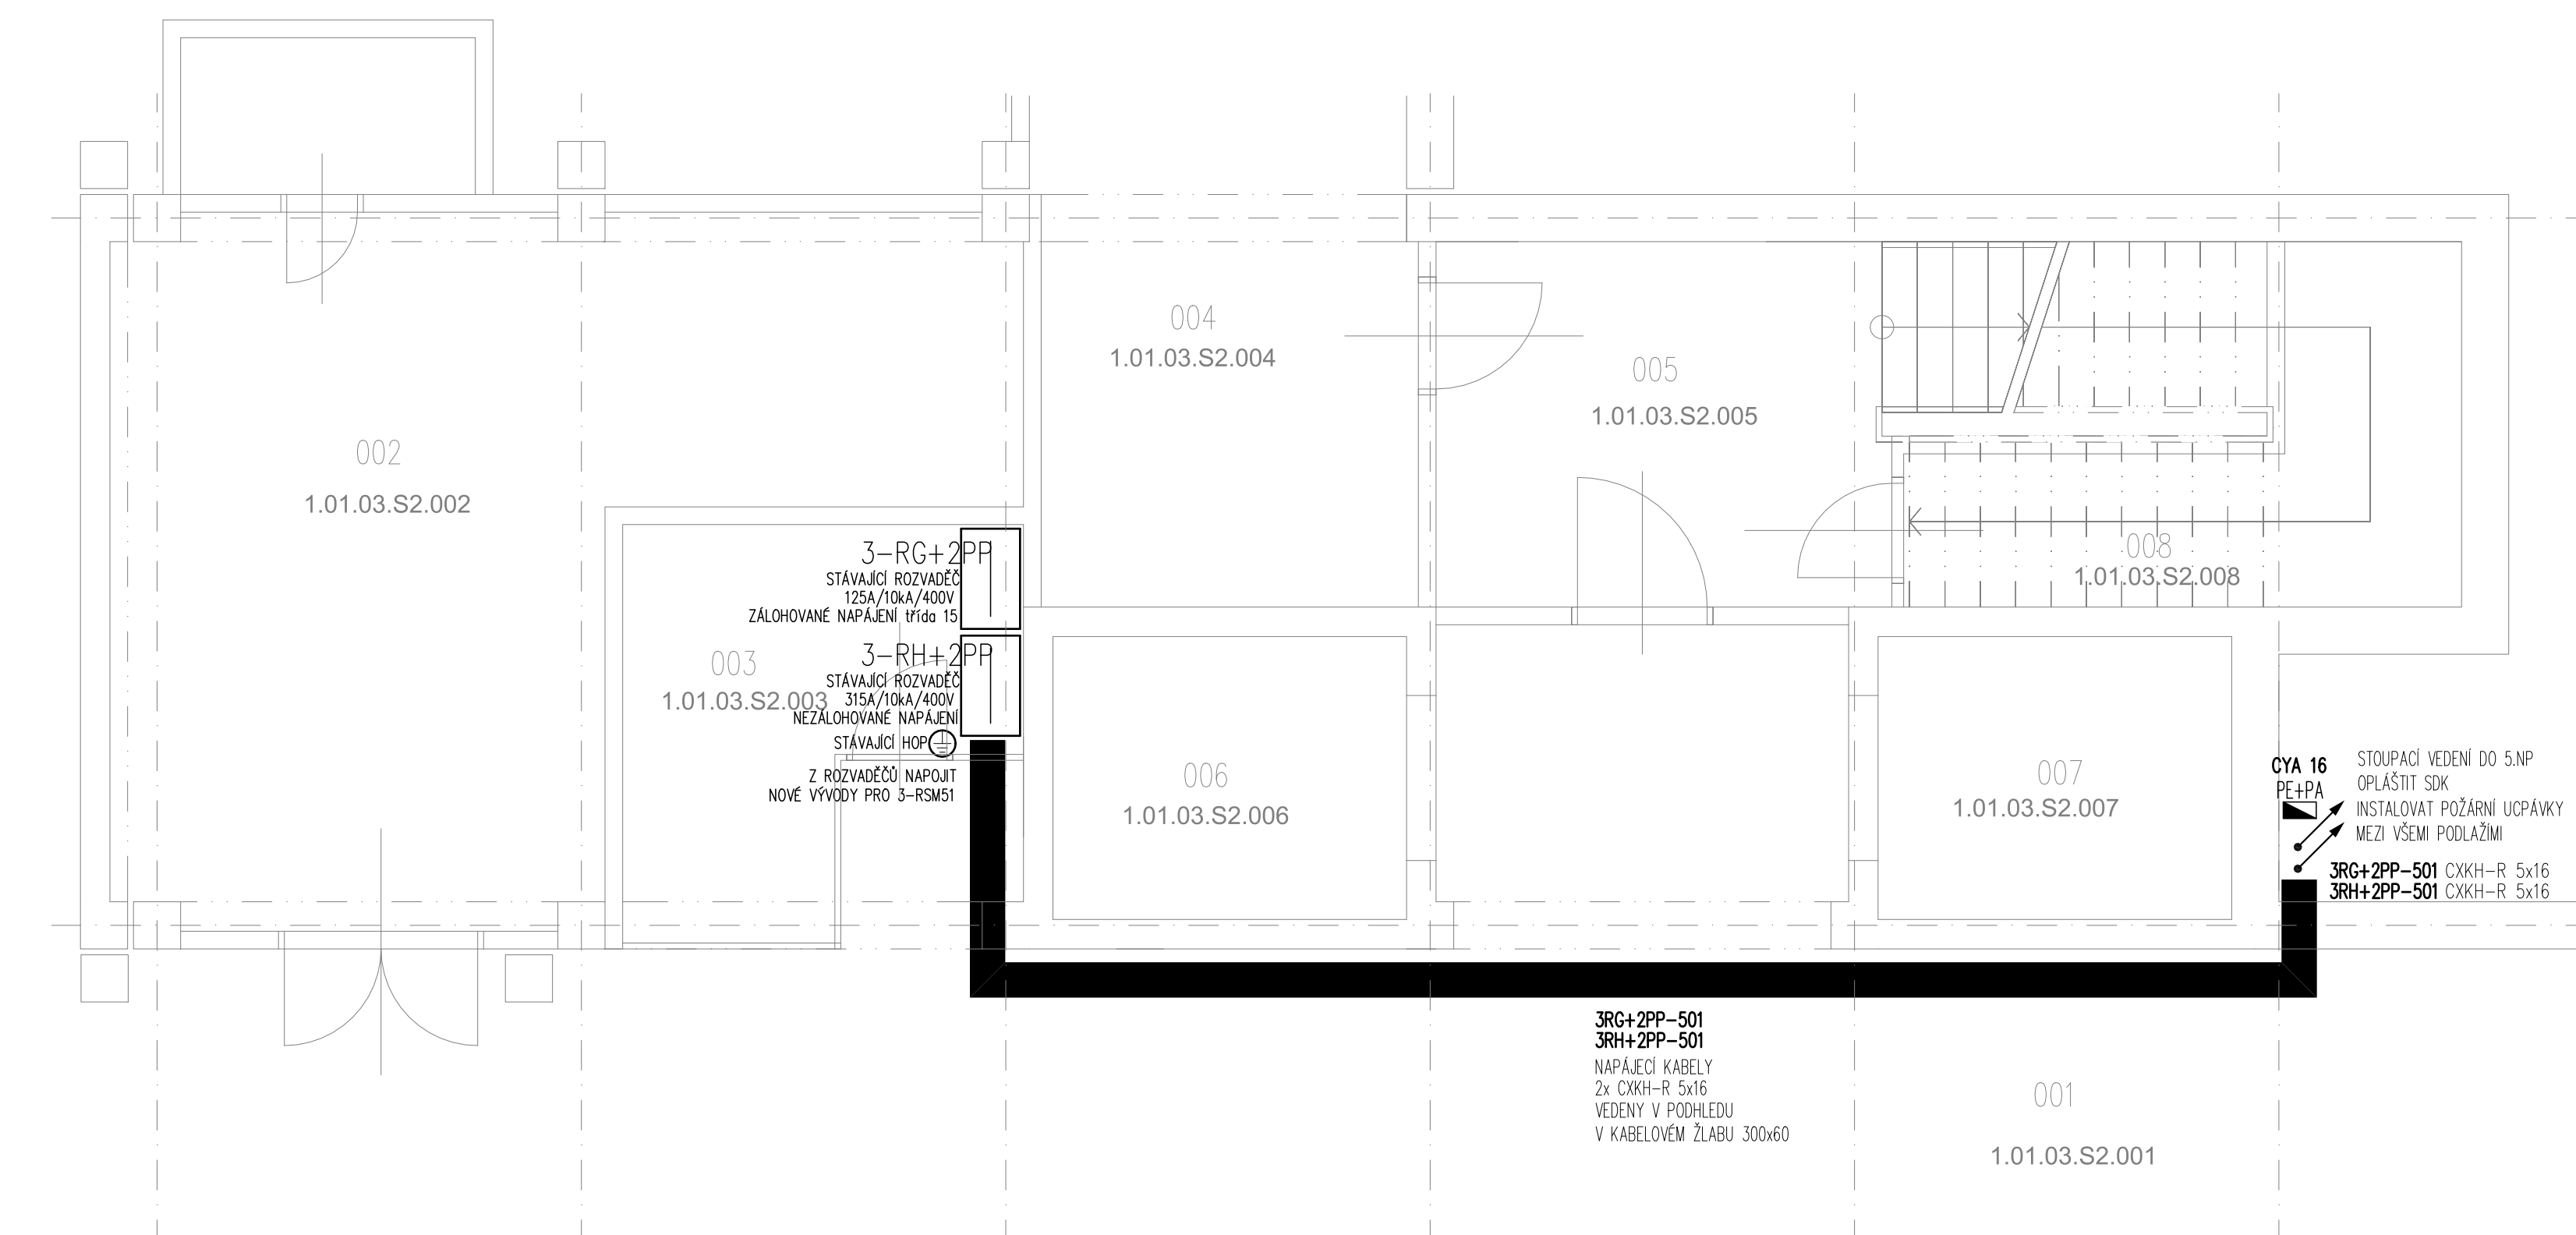 004
1.01.03.S2.004
005
1.01.03.S2.005
002
1.01.03.S2.002
008
1.01.03.S2.008
3-RG+2PP
STÁVAJÍCÍ ROZVADĚČ
125A/10kA/400V
ZÁLOHOVANÉ NAPÁJENÍ třída 15
003
1.01.03.S2.003
3-RH+2PP
STÁVAJÍCÍ ROZVADĚČ
315A/10kA/400V
NEZÁLOHOVANÉ NAPÁJENÍ
STÁVAJÍCÍ HOP
Z ROZVADĚČŮ NAPOJIT
NOVÉ VÝVODY PRO 3-RSM51
006
1.01.03.S2.006
007
1.01.03.S2.007
CYA 16
PE+PA
STOUPACÍ VEDENÍ DO 5.NP
OPLÁŠTIT SDK
INSTALOVAT POŽÁRNÍ UCPÁVKY
MEZI VŠEMI PODLAŽÍMI
3RG+2PP-501 CXKH-R 5x16
3RH+2PP-501 CXKH-R 5x16
3RG+2PP-501
3RH+2PP-501
NAPÁJECÍ KABELY
2x CXKH-R 5x16
VEDENY V PODHLEDU
V KABELOVÉM ŽLABU 300x60
001
1.01.03.S2.001